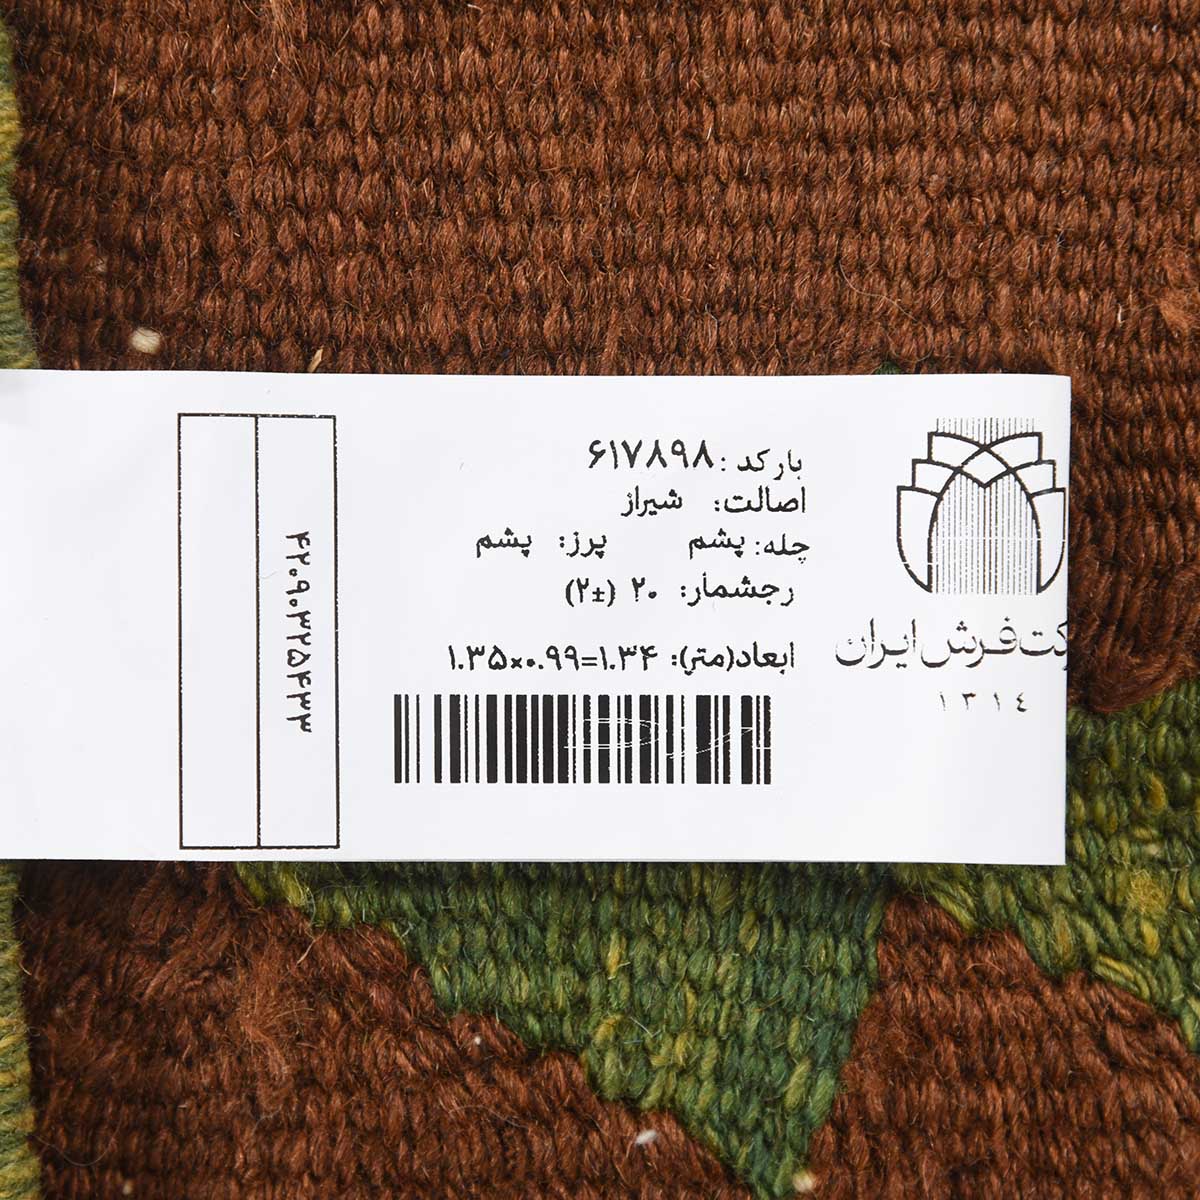 بارکد: ۶۱۷۸۹۸
اصالت: شیراز
چله: پشم پرز: پشم
رجشمار: ۲۰ (±۲)
ابعاد(متر): ۱.۳۵×۰.۹۹=۱.۳۴
کت فرش ایران
۱۳۱٤
۴۲۰۹۰۳۲۵۴۳۳